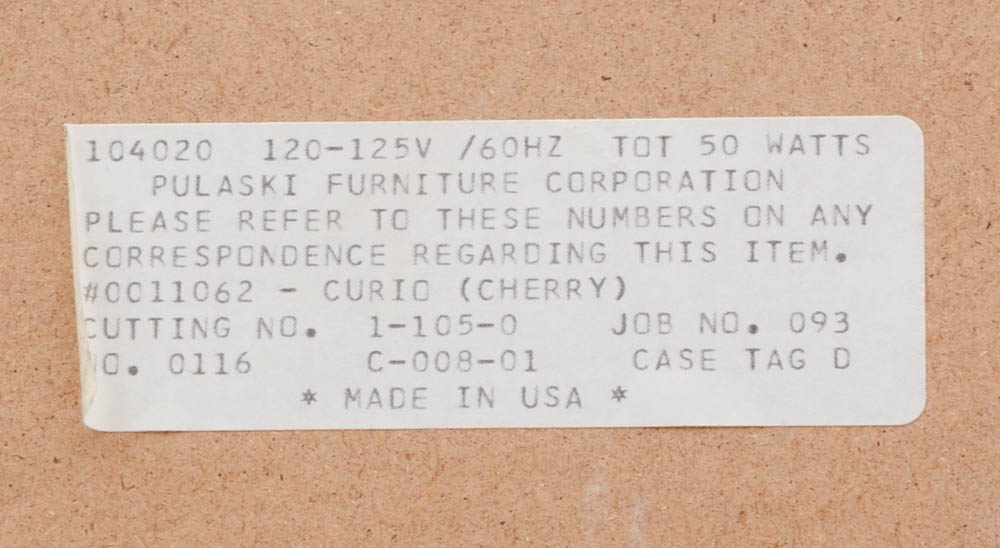 104020 120-125V /60HZ TOT 50 WATTS
PULASKI FURNITURE CORPORATION
PLEASE REFER TO THESE NUMBERS ON ANY
CORRESPONDENCE REGARDING THIS ITEM.
#0011062 - CURIO (CHERRY)
CUTTING NO. 1-105-0 JOB NO. 093
NO. 0116 C-008-01 CASE TAG D
* MADE IN USA *